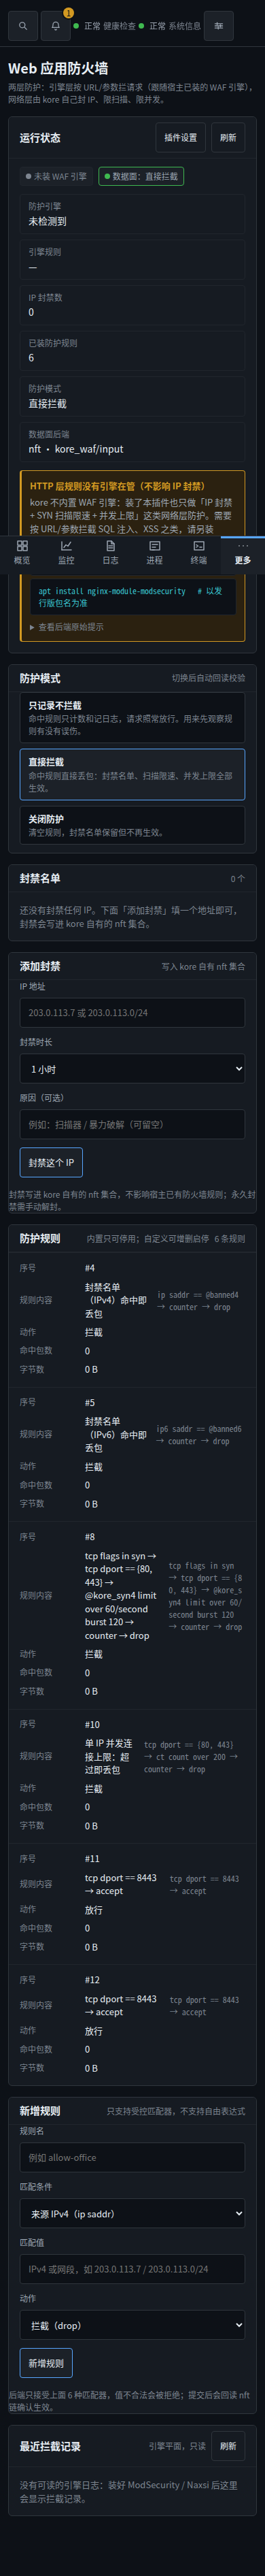 1
正常 健康检查 正常 系统信息
Web 应用防火墙
两层防护：引擎层按 URL/参数拦请求（跟随宿主已装的 WAF 引擎），
网络层由 kore 自己封 IP、限扫描、限并发。
运行状态
插件设置
刷新
未装 WAF 引擎
数据面：直接拦截
防护引擎
未检测到
引擎规则
—
IP 封禁数
0
已装防护规则
6
防护模式
直接拦截
数据面后端
nft · kore_waf/input
HTTP 层规则没有引擎在管（不影响 IP 封禁）
kore 不内置 WAF 引擎：装了本插件也只做「IP 封禁
+ SYN 扫描限速 + 并发上限」这类网络层防护。需要
按 URL/参数拦截 SQL 注入、XSS 之类，请另装
概览
监控
日志
进程
终端
更多
apt install nginx-module-modsecurity # 以发
行版包名为准
查看后端原始提示
防护模式
切换后自动回读校验
只记录不拦截
命中规则只计数和记日志，请求照常放行。用来先观察规
则有没有误伤。
直接拦截
命中规则直接丢包：封禁名单、扫描限速、并发上限全部
生效。
关闭防护
清空规则，封禁名单保留但不再生效。
封禁名单
0 个
还没有封禁任何 IP。下面「添加封禁」填一个地址即可，
封禁会写进 kore 自有的 nft 集合。
添加封禁
写入 kore 自有 nft 集合
IP 地址
203.0.113.7 或 203.0.113.0/24
封禁时长
1 小时
原因（可选）
例如：扫描器 / 暴力破解（可留空）
封禁这个 IP
封禁写进 kore 自有的 nft 集合，不影响宿主已有防火墙规则；永久封
禁需手动解封。
防护规则
内置只可停用；自定义可增删启停 6 条规则
序号
#4
规则内容
封禁名单
（IPv4）命中即
丢包
ip saddr == @banned4
→ counter → drop
动作
拦截
命中包数
0
字节数
0 B
序号
#5
规则内容
封禁名单
（IPv6）命中即
丢包
ip6 saddr == @banned6
→ counter → drop
动作
拦截
命中包数
0
字节数
0 B
序号
#8
规则内容
tcp flags in syn →
tcp dport == {80,
443} →
@kore_syn4 limit
over 60/second
burst 120 →
counter → drop
tcp flags in syn
→ tcp dport == {8
0, 443} → @kore_s
yn4 limit over 60/
second burst 120
→ counter → drop
动作
拦截
命中包数
0
字节数
0 B
序号
#10
规则内容
单 IP 并发连
接上限：超
过即丢包
tcp dport == {80, 443}
→ ct count over 200 →
counter → drop
动作
拦截
命中包数
0
字节数
0 B
序号
#11
规则内容
tcp dport == 8443
→ accept
tcp dport == 8443
→ accept
动作
放行
命中包数
0
字节数
0 B
序号
#12
规则内容
tcp dport == 8443
→ accept
tcp dport == 8443
→ accept
动作
放行
命中包数
0
字节数
0 B
新增规则
只支持受控匹配器，不支持自由表达式
规则名
例如 allow-office
匹配条件
来源 IPv4（ip saddr）
匹配值
IPv4 或网段，如 203.0.113.7 / 203.0.113.0/24
动作
拦截（drop）
新增规则
后端只接受上面 6 种匹配器，值不合法会被拒绝；提交后会回读 nft
链确认生效。
最近拦截记录
引擎平面，只读
刷新
没有可读的引擎日志：装好 ModSecurity / Naxsi 后这里
会显示拦截记录。